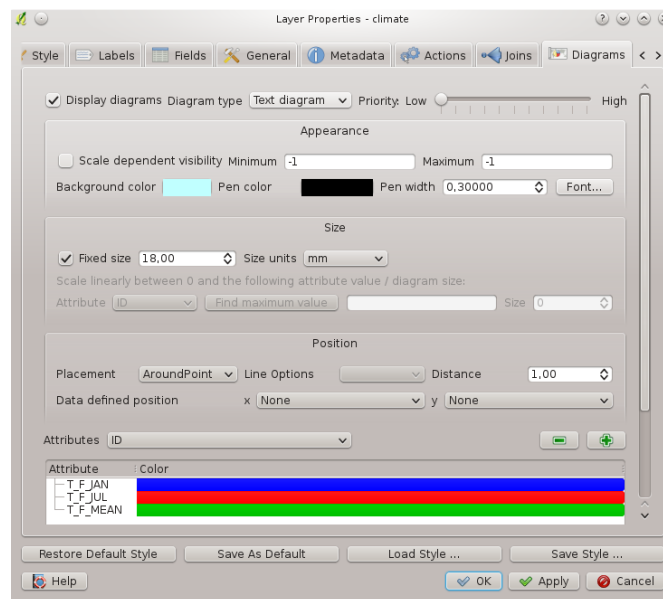 Layer Properties - climate
Style Labels Fields General Metadata Actions Joins Diagrams
Display diagrams Diagram type Text diagram Priority: Low High
Appearance
Scale dependent visibility Minimum -1 Maximum -1
Background color Pen color Pen width 0,30000 Font...
Size
Fixed size 18,00 Size units mm
Scale linearly between 0 and the following attribute value / diagram size:
Attribute ID Find maximum value Size 0
Position
Placement AroundPoint Line Options Distance 1,00
Data defined position x None y None
Attributes ID
Attribute Color
T_F_JAN
T_F_JUL
T_F_MEAN
Restore Default Style Save As Default Load Style ... Save Style ...
Help OK Apply Cancel